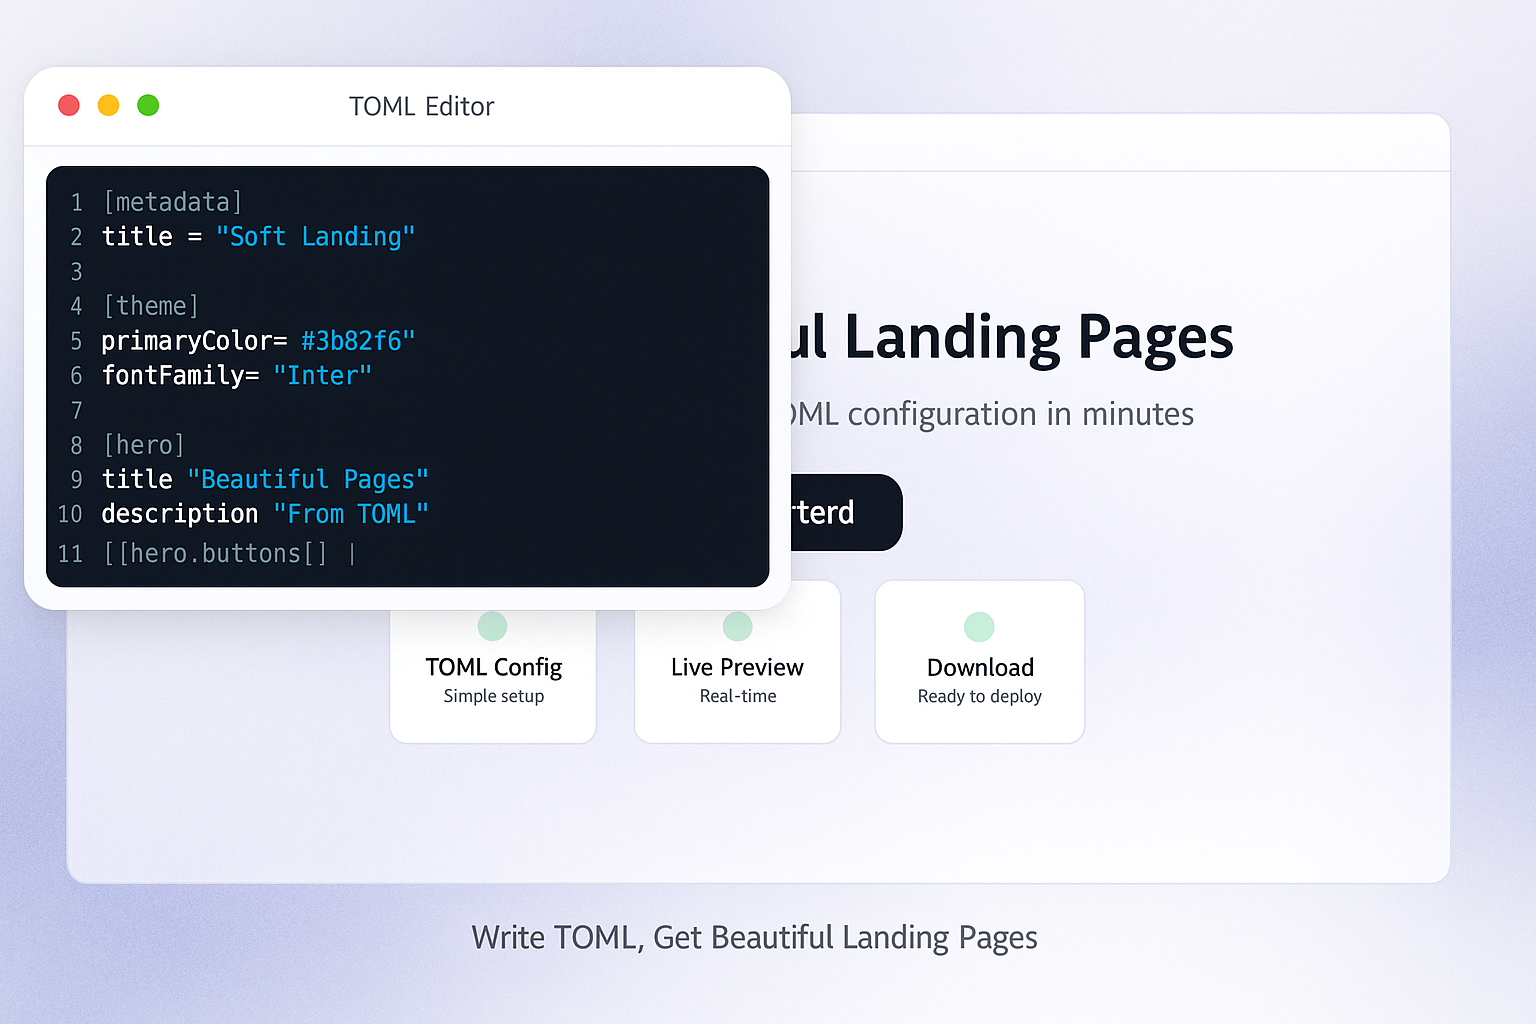 TOML Editor
1 [metadata]
2 title = "Soft Landing"
3
4 [theme]
5 primaryColor= #3b82f6"
6 fontFamily= "Inter"
7
8 [hero]
9 title "Beautiful Pages"
10 description "From TOML"
11 [[hero.buttons[] |
ul Landing Pages
OML configuration in minutes
rterd
TOML Config
Simple setup
Live Preview
Real-time
Download
Ready to deploy
Write TOML, Get Beautiful Landing Pages